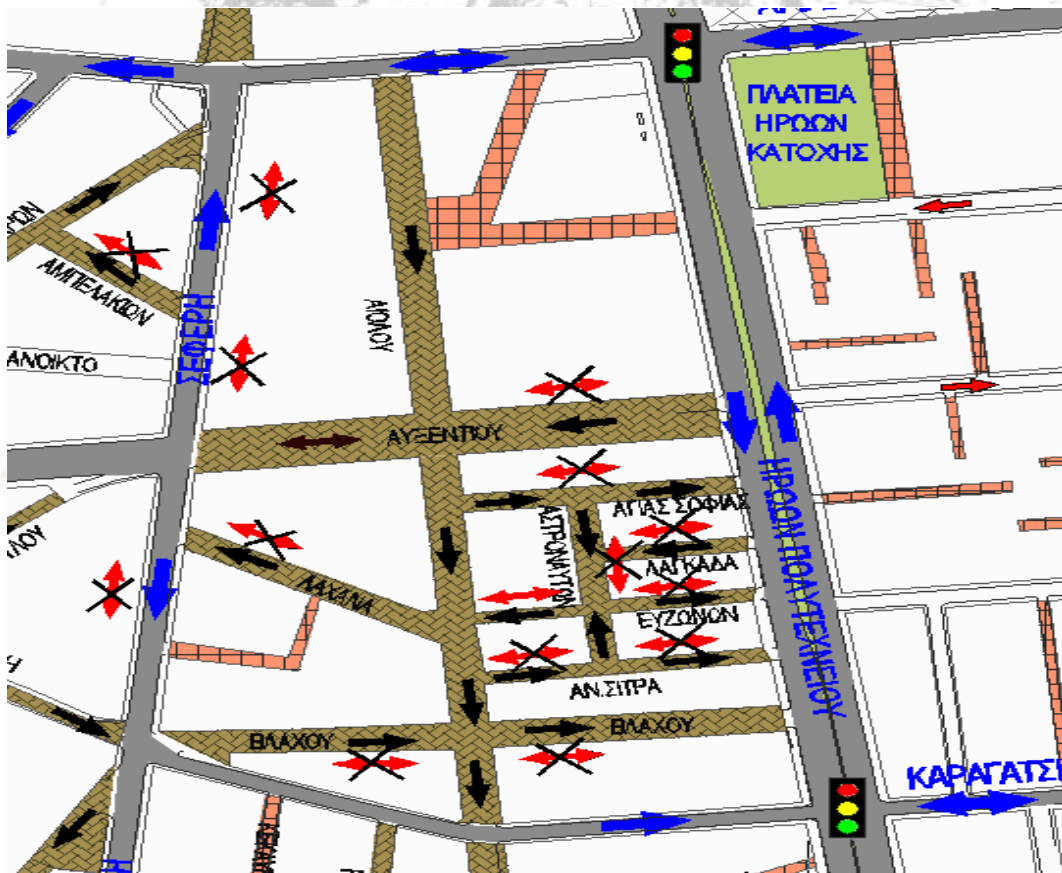 ΠΛΑΤΕΙΑ
ΗΡΩΩΝ
ΚΑΤΟΧΗΣ
ΑΜΠΕΛΑΚΙΩΝ
ΣΕΦΕΡΗ
ΑΙΟΛΟΥ
ΑΝΟΙΚΤΟ
ΑΥΞΕΝΤΙΟΥ
ΑΓΙΑΣ ΣΟΦΙΑΣ
ΑΣΤΡΟΝΑΥΤΩΝ
ΛΑΓΚΑΔΑ
ΛΑΧΑΝΑ
ΕΥΖΩΝΩΝ
ΗΡΩΩΝ ΠΟΛΥΤΕΧΝΕΙΟΥ
ΑΝ.ΣΙΤΡΑ
ΒΛΑΧΟΥ
ΒΛΑΧΟΥ
ΚΑΡΑΓΑΤΣΗ